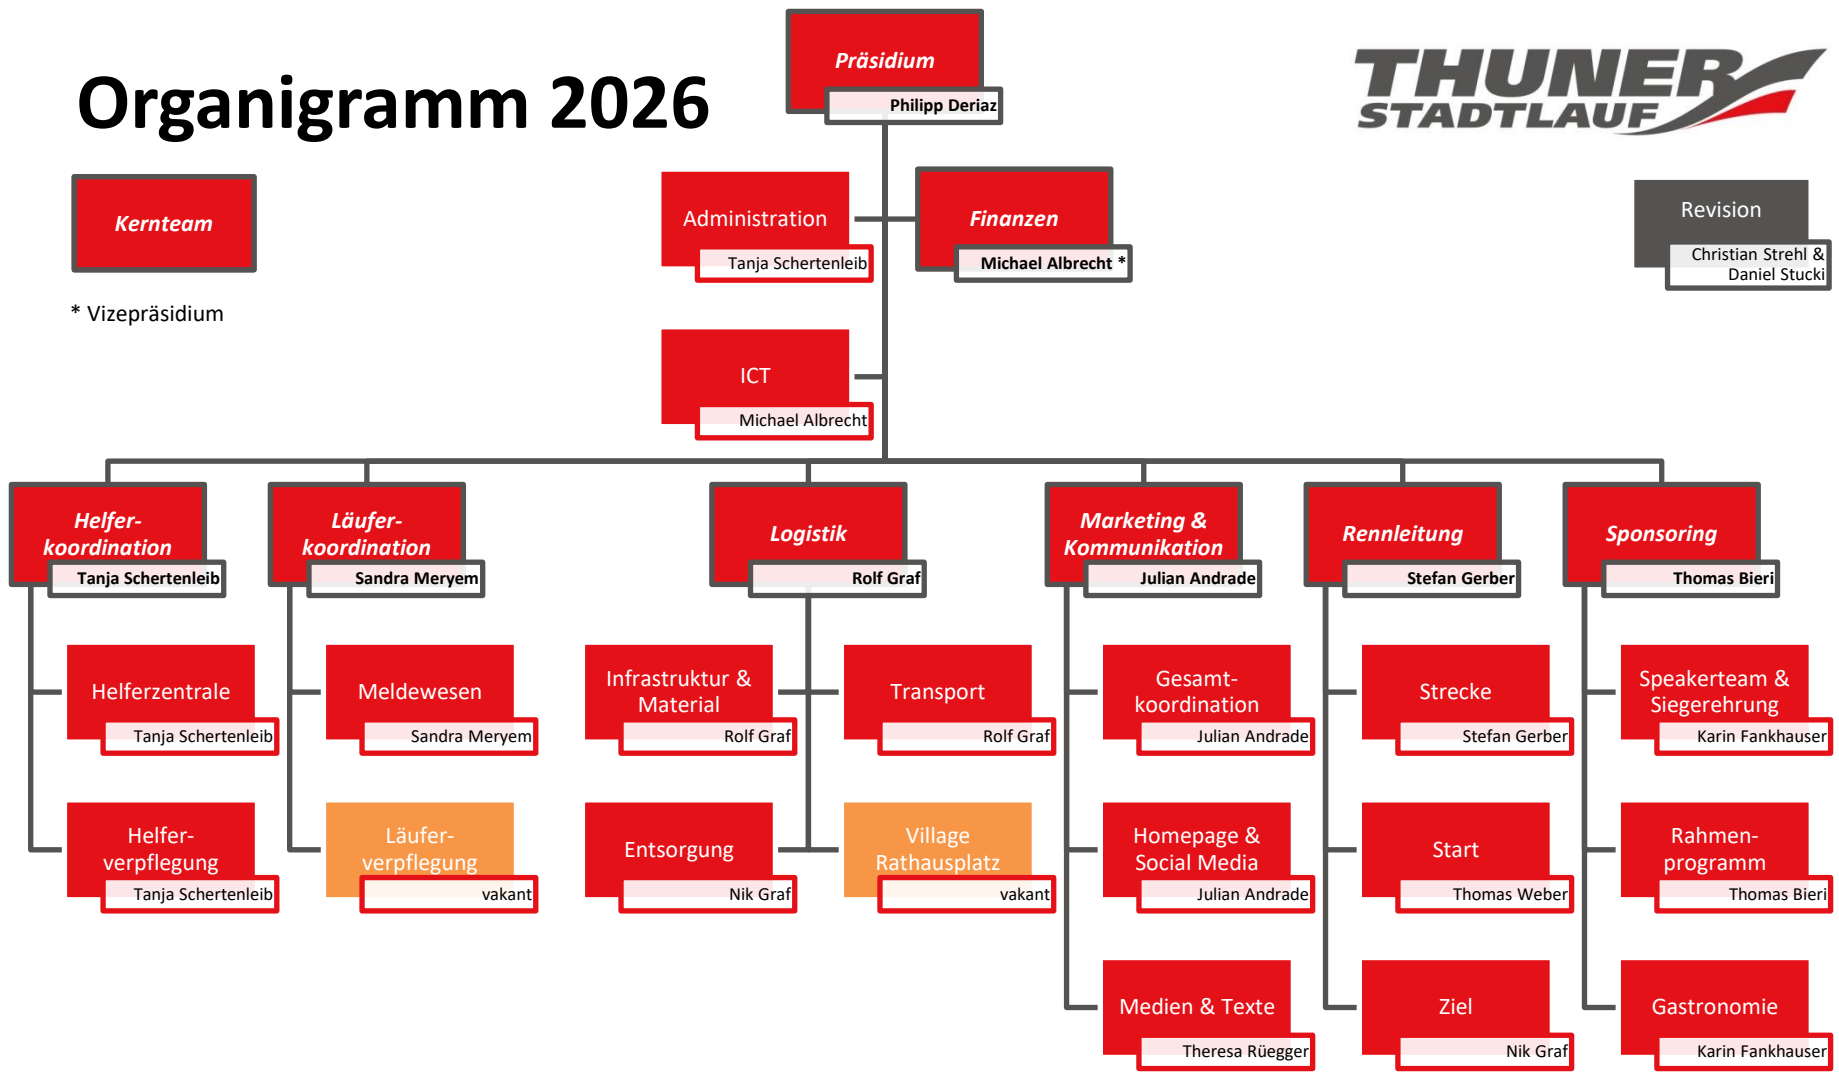 Organigramm 2026
Präsidium
Philipp Deriaz
THUNER
STADTLAUF
Kernteam
* Vizepräsidium
Administration
Tanja Schertenleib
Finanzen
Michael Albrecht *
Revision
Christian Strehl &
Daniel Stucki
ICT
Michael Albrecht
Helfer-
koordination
Tanja Schertenleib
Läufer-
koordination
Sandra Meryem
Logistik
Rolf Graf
Marketing &
Kommunikation
Julian Andrade
Rennleitung
Stefan Gerber
Sponsoring
Thomas Bieri
Helferzentrale
Tanja Schertenleib
Meldewesen
Sandra Meryem
Infrastruktur &
Material
Rolf Graf
Transport
Rolf Graf
Gesamt-
koordination
Julian Andrade
Strecke
Stefan Gerber
Speakerteam &
Siegerehrung
Karin Fankhauser
Helfer-
verpflegung
Tanja Schertenleib
Läufer-
verpflegung
vakant
Entsorgung
Nik Graf
Village
Rathausplatz
vakant
Homepage &
Social Media
Julian Andrade
Start
Thomas Weber
Rahmen-
programm
Thomas Bieri
Medien & Texte
Theresa Rüegger
Ziel
Nik Graf
Gastronomie
Karin Fankhauser